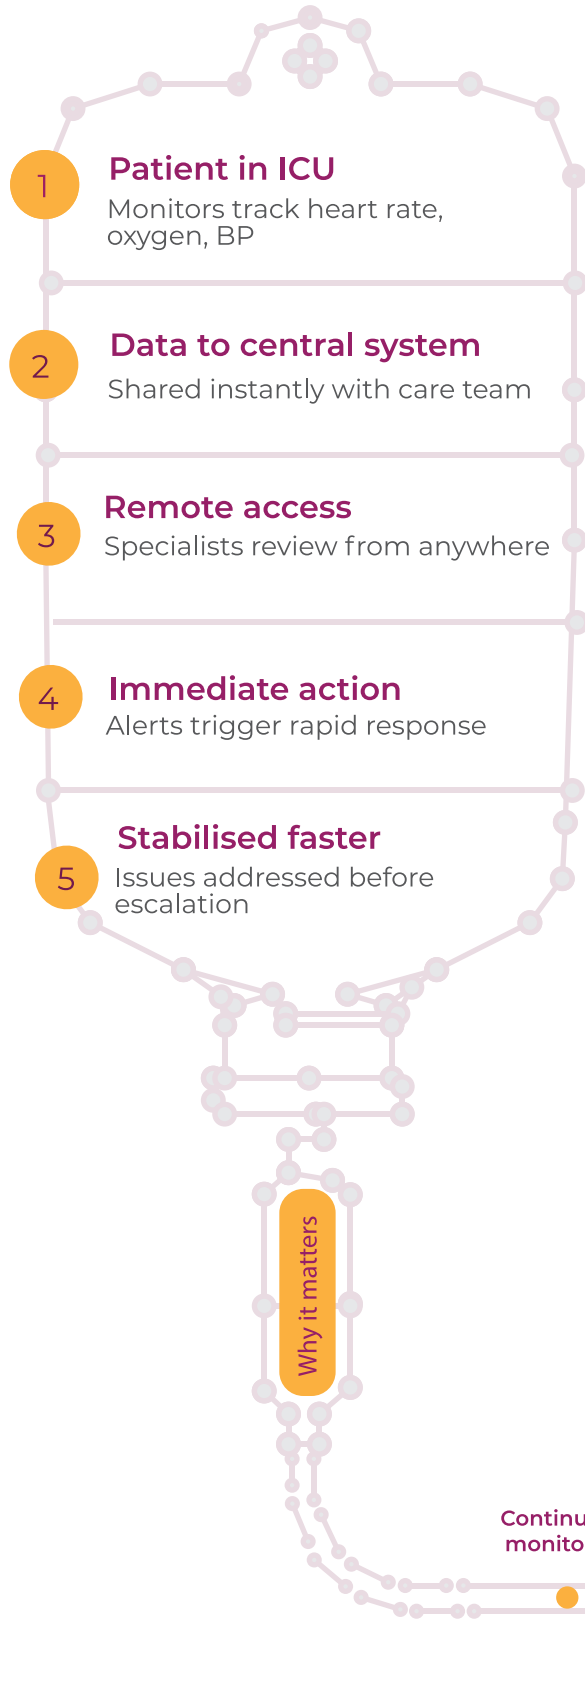 1
Patient in ICU
Monitors track heart rate,
oxygen, BP
2
Data to central system
Shared instantly with care team
3
Remote access
Specialists review from anywhere
4
Immediate action
Alerts trigger rapid response
5
Stabilised faster
Issues addressed before
escalation
Why it matters
Continu
monito